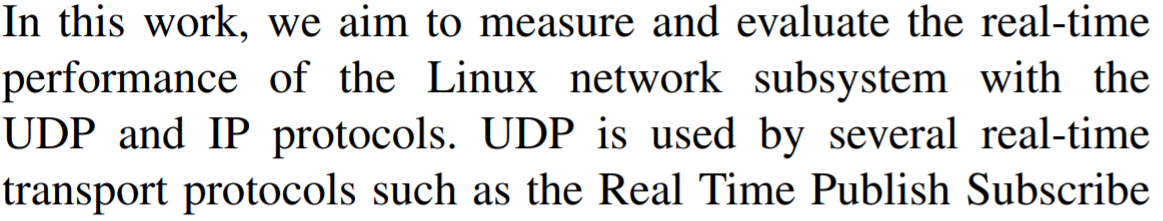 In this work, we aim to measure and evaluate the real-time
performance of the Linux network subsystem with the
UDP and IP protocols. UDP is used by several real-time
transport protocols such as the Real Time Publish Subscribe